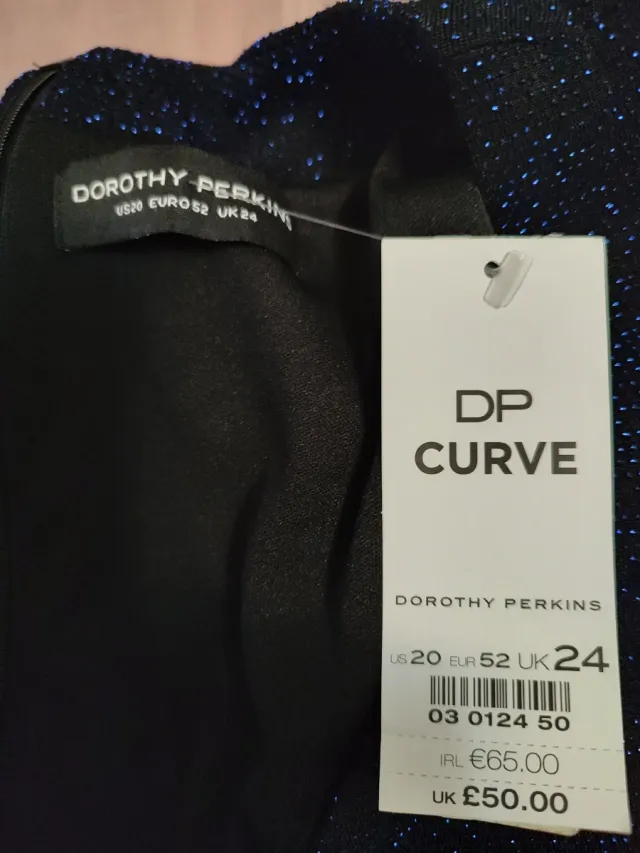 DOROTHY PERKINS
US20 EURO52 UK24
DP
CURVE
DOROTHY PERKINS
US 20 EUR 52 UK 24
03 0124 50
IRL €65.00
UK £50.00